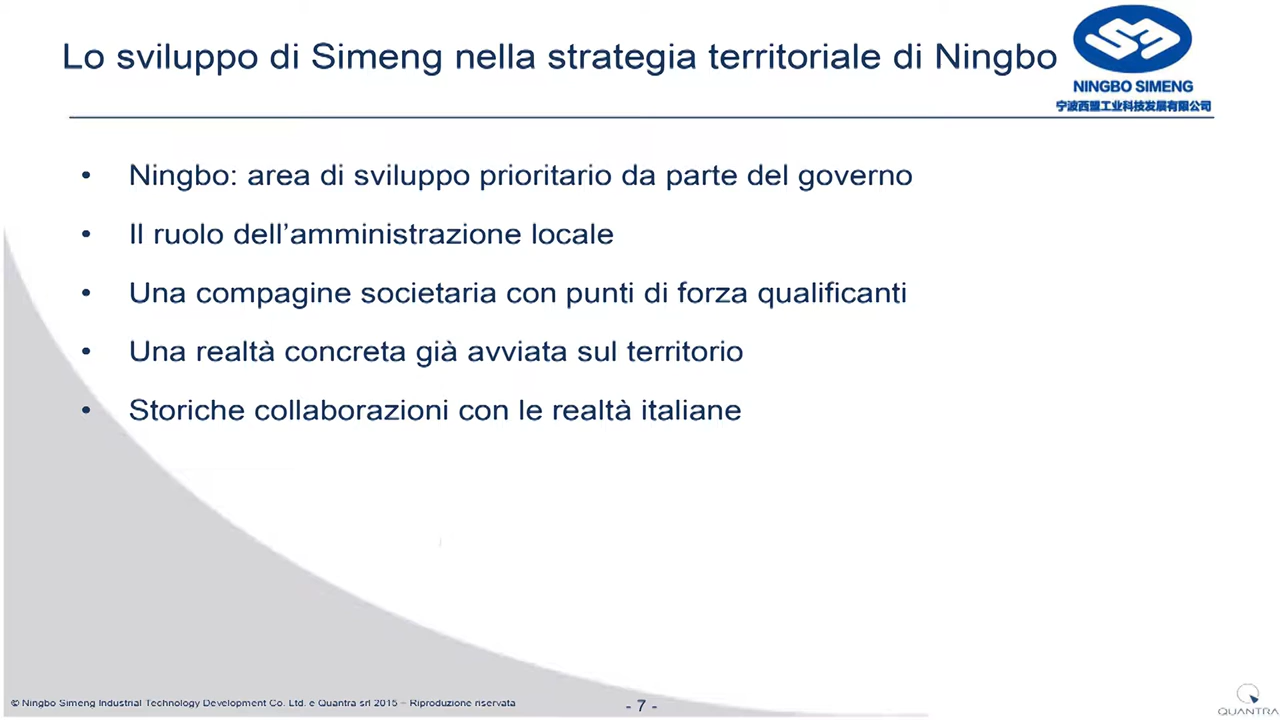 Lo sviluppo di Simeng nella strategia territoriale di Ningbo
NINGBO SIMENG
宁波西盟工业科技发展有限公司
• Ningbo: area di sviluppo prioritario da parte del governo
• Il ruolo dell’amministrazione locale
• Una compagine societaria con punti di forza qualificanti
• Una realtà concreta già avviata sul territorio
• Storiche collaborazioni con le realtà italiane
© Ningbo Simeng Industrial Technology Development Co. Ltd. e Quantra srl 2015 – Riproduzione riservata
- 7 -
QUANTRA